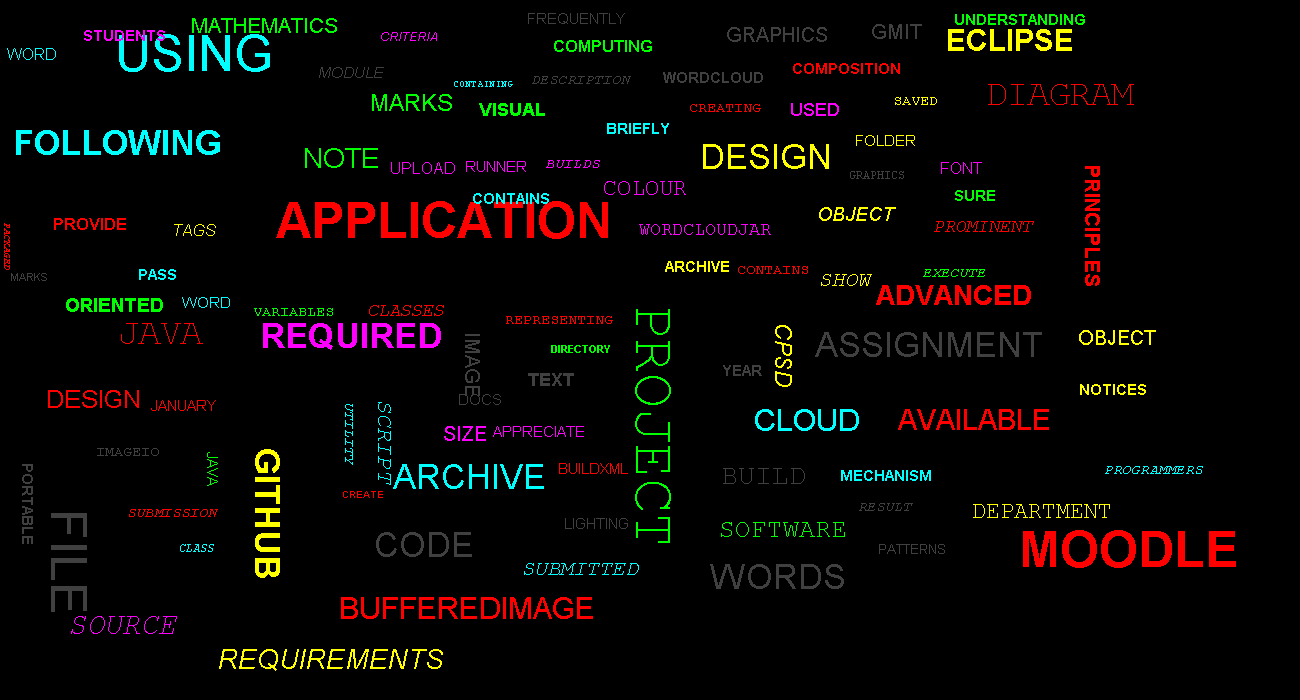 FREQUENTLY
UNDERSTANDING
MATHEMATICS
GMIT
STUDENTS
CRITERIA
GRAPHICS
ECLIPSE
COMPUTING
USING
WORD
COMPOSITION
MODULE
WORDCLOUD
DESCRIPTION
CONTAINING
DIAGRAM
MARKS
SAVED
CREATING
VISUAL
USED
BRIEFLY
FOLLOWING
FOLDER
NOTE
DESIGN
BUILDS
UPLOAD
RUNNER
FONT
GRAPHICS
COLOUR
CONTAINS
SURE
OBJECT
APPLICATION
PRINCIPLES
PROVIDE
TAGS
WORDCLOUDJAR
PROMINENT
PACKAGED
ARCHIVE
CONTAINS
EXECUTE
PASS
MARKS
SHOW
ADVANCED
ORIENTED
WORD
VARIABLES
CLASSES
REPRESENTING
JAVA
REQUIRED
OBJECT
ASSIGNMENT
DIRECTORY
CPSD
IMAGE
YEAR
TEXT
NOTICES
DESIGN
DOCS
JANUARY
CLOUD
AVAILABLE
PROJECT
SIZE
APPRECIATE
UTILITY
SCRIPT
IMAGEIO
JAVA
BUILDXML
PROGRAMMERS
ARCHIVE
BUILD
MECHANISM
CREATE
PORTABLE
GITHUB
RESULT
SUBMISSION
DEPARTMENT
LIGHTING
SOFTWARE
CODE
CLASS
PATTERNS
MOODLE
FILE
SUBMITTED
WORDS
BUFFEREDIMAGE
SOURCE
REQUIREMENTS